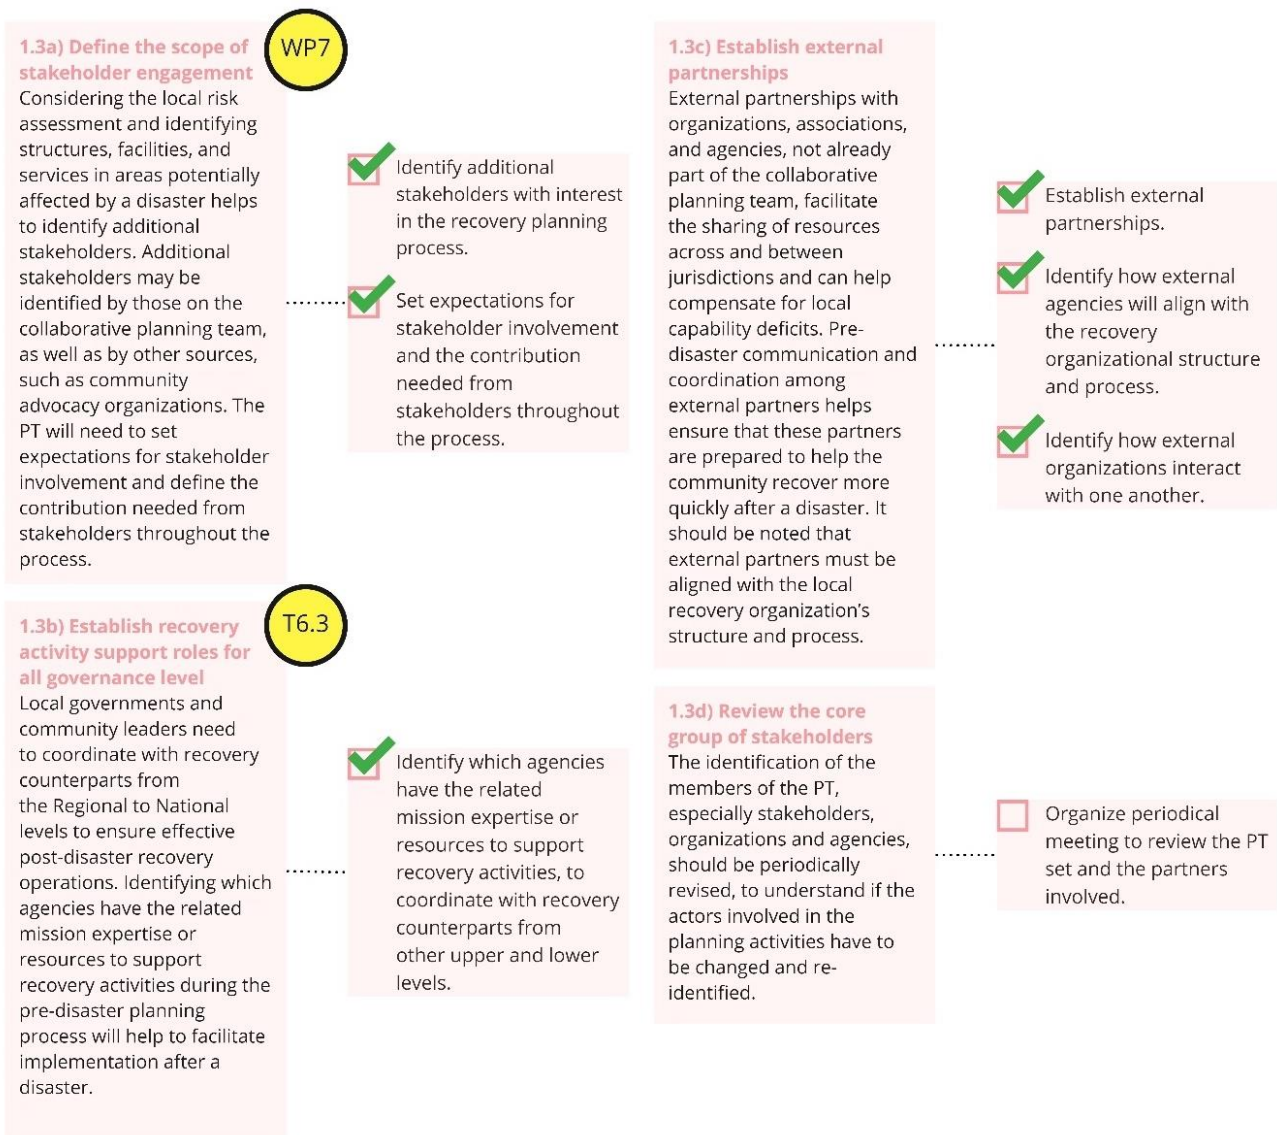 1.3a) Define the scope of
stakeholder engagement
WP7
Considering the local risk
assessment and identifying
structures, facilities, and
services in areas potentially
affected by a disaster helps
to identify additional
stakeholders. Additional
stakeholders may be
identified by those on the
collaborative planning team,
as well as by other sources,
such as community
advocacy organizations. The
PT will need to set
expectations for stakeholder
involvement and define the
contribution needed from
stakeholders throughout the
process.
Identify additional
stakeholders with interest
in the recovery planning
process.
Set expectations for
stakeholder involvement
and the contribution
needed from
stakeholders throughout
the process.
1.3b) Establish recovery
activity support roles for
all governance level
T6.3
Local governments and
community leaders need
to coordinate with recovery
counterparts from
the Regional to National
levels to ensure effective
post-disaster recovery
operations. Identifying which
agencies have the related
mission expertise or
resources to support
recovery activities during the
pre-disaster planning
process will help to facilitate
implementation after a
disaster.
Identify which agencies
have the related
mission expertise or
resources to support
recovery activities, to
coordinate with recovery
counterparts from
other upper and lower
levels.
1.3c) Establish external
partnerships
External partnerships with
organizations, associations,
and agencies, not already
part of the collaborative
planning team, facilitate
the sharing of resources
across and between
jurisdictions and can help
compensate for local
capability deficits. Pre-
disaster communication and
coordination among
external partners helps
ensure that these partners
are prepared to help the
community recover more
quickly after a disaster. It
should be noted that
external partners must be
aligned with the local
recovery organization's
structure and process.
Establish external
partnerships.
Identify how external
agencies will align with
the recovery
organizational structure
and process.
Identify how external
organizations interact
with one another.
1.3d) Review the core
group of stakeholders
The identification of the
members of the PT,
especially stakeholders,
organizations and agencies,
should be periodically
revised, to understand if the
actors involved in the
planning activities have to
be changed and re-
identified.
Organize periodical
meeting to review the PT
set and the partners
involved.